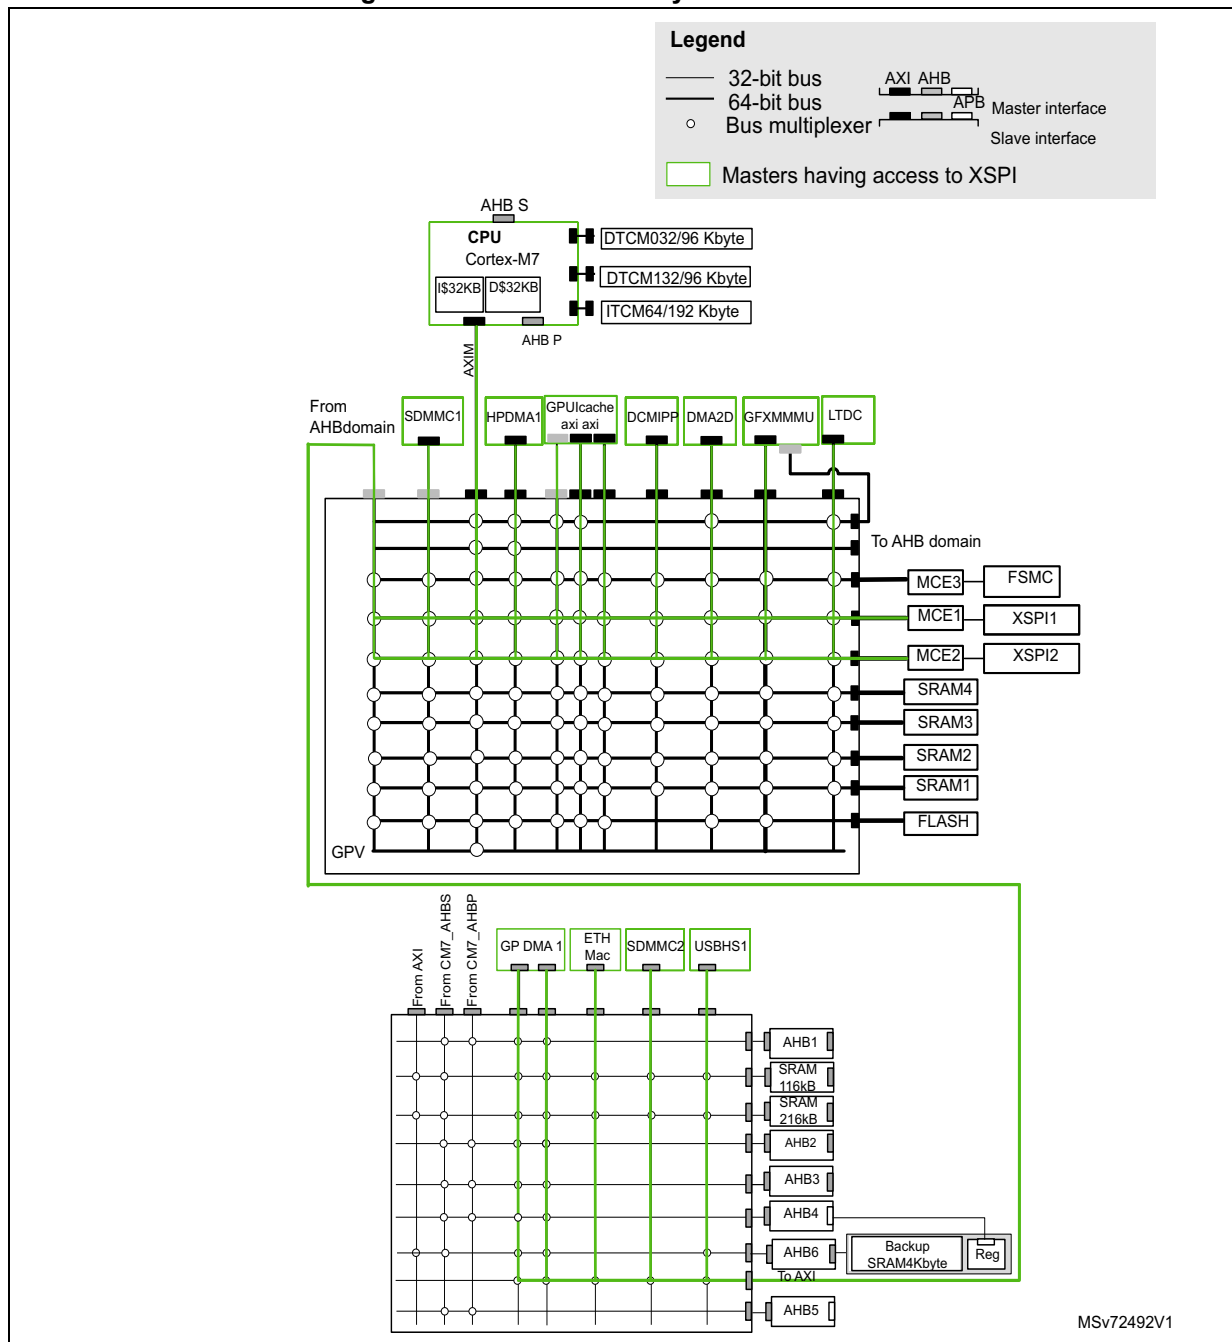 Legend
32-bit bus
64-bit bus
Bus multiplexer
AXI AHB
APB
Master interface
Slave interface
Masters having access to XSPI
AHB S
CPU
Cortex-M7
I$32KB
D$32KB
DTCM032/96 Kbyte
DTCM132/96 Kbyte
ITCM64/192 Kbyte
AHB P
AXIM
From
AHBdomain
SDMMC1
HPDMA1
GPUIcache
axi axi
DCMIPP
DMA2D
GFXMMMU
LTDC
To AHB domain
MCE3
FSMC
MCE1
XSPI1
MCE2
XSPI2
SRAM4
SRAM3
SRAM2
SRAM1
FLASH
GPV
From AXI
From CM7_AHBS
From CM7_AHBP
GP DMA 1
ETH
Mac
SDMMC2
USBHS1
AHB1
SRAM
116kB
SRAM
216kB
AHB2
AHB3
AHB4
AHB6
Backup
SRAM4Kbyte
Reg
To AXI
AHB5
MSv72492V1